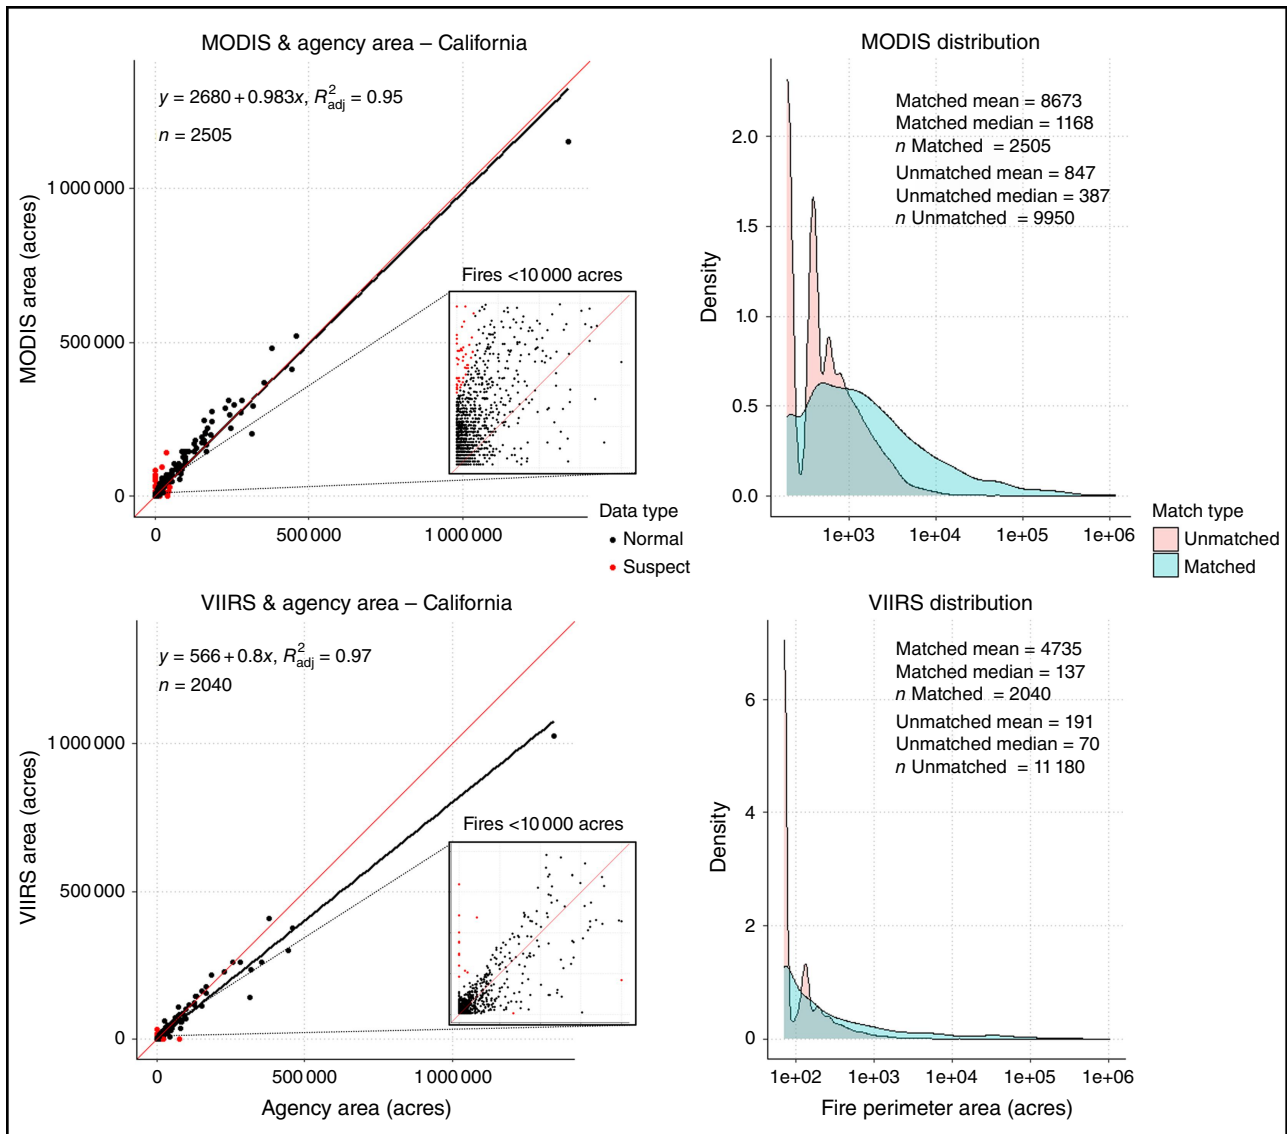 MODIS & agency area – California
y = 2680 + 0.983x, R²adj = 0.95
n = 2505
1 000 000
500 000
0
MODIS area (acres)
Fires <10 000 acres
0
500 000
1 000 000
Data type
Normal
Suspect
MODIS distribution
Matched mean = 8673
Matched median = 1168
n Matched = 2505
Unmatched mean = 847
Unmatched median = 387
n Unmatched = 9950
2.0
1.5
1.0
0.5
0.0
Density
1e+03
1e+04
1e+05
1e+06
Match type
Unmatched
Matched
VIIRS & agency area – California
y = 566 + 0.8x, R²adj = 0.97
n = 2040
1 000 000
500 000
0
VIIRS area (acres)
Fires <10 000 acres
0
500 000
1 000 000
Agency area (acres)
VIIRS distribution
Matched mean = 4735
Matched median = 137
n Matched = 2040
Unmatched mean = 191
Unmatched median = 70
n Unmatched = 11 180
6
4
2
0
Density
1e+02
1e+03
1e+04
1e+05
1e+06
Fire perimeter area (acres)